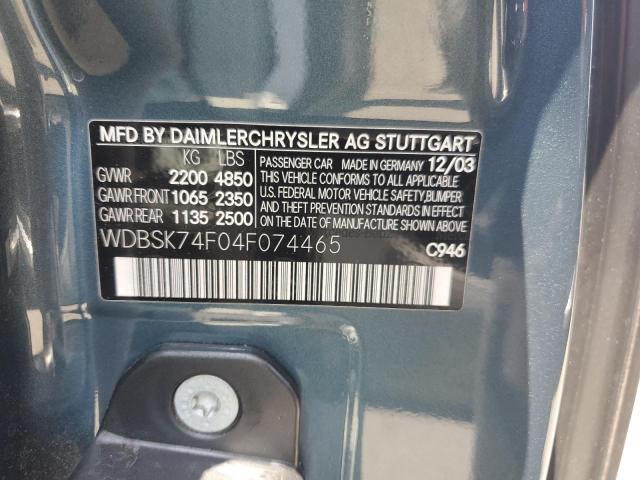 MFD BY DAIMLERCHRYSLER AG STUTTGART
KG LBS
GVWR 2200 4850
GAWR FRONT 1065 2350
GAWR REAR 1135 2500
PASSENGER CAR MADE IN GERMANY 12/03
THIS VEHICLE CONFORMS TO ALL APPLICABLE
U.S. FEDERAL MOTOR VEHICLE SAFETY, BUMPER,
AND THEFT PREVENTION STANDARDS IN EFFECT
ON THE DATE OF MANUFACTURE SHOWN ABOVE.
WDBSK74F04F074465
C946